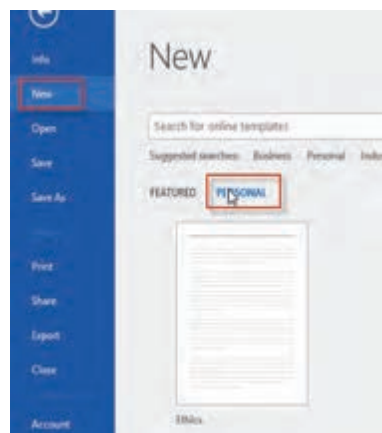 Info
New
New
Open
Search for online templates
Save
Suggested searches: Business Personal
Save As
FEATURED PERSONAL
Print
Share
Export
Close
Ethics
Account